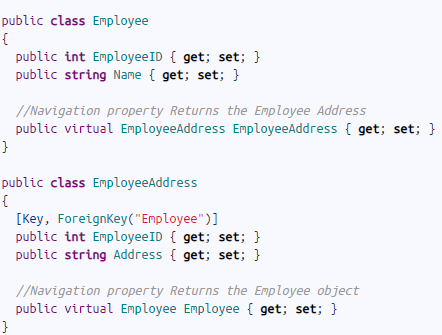 public class Employee
{
public int EmployeeID { get; set; }
public string Name { get; set; }
//Navigation property Returns the Employee Address
public virtual EmployeeAddress EmployeeAddress { get; set; }
}
public class EmployeeAddress
{
[Key, ForeignKey("Employee")]
public int EmployeeID { get; set; }
public string Address { get; set; }
//Navigation property Returns the Employee object
public virtual Employee Employee { get; set; }
}